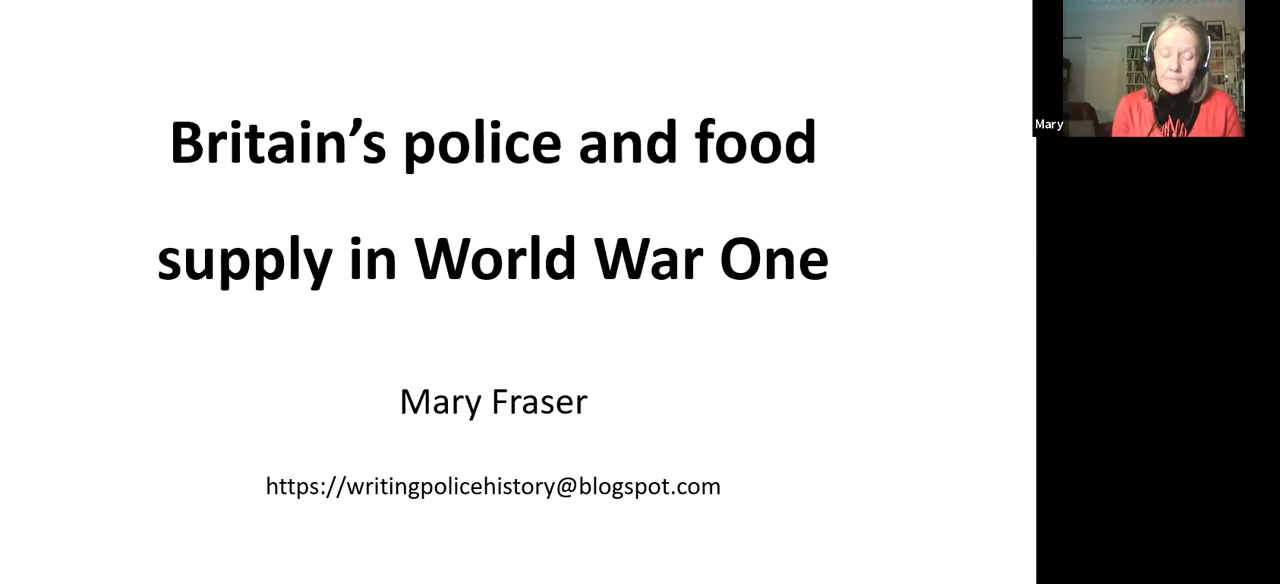 Britain’s police and food
supply in World War One
Mary Fraser
https://writingpolicehistory@blogspot.com
Mary